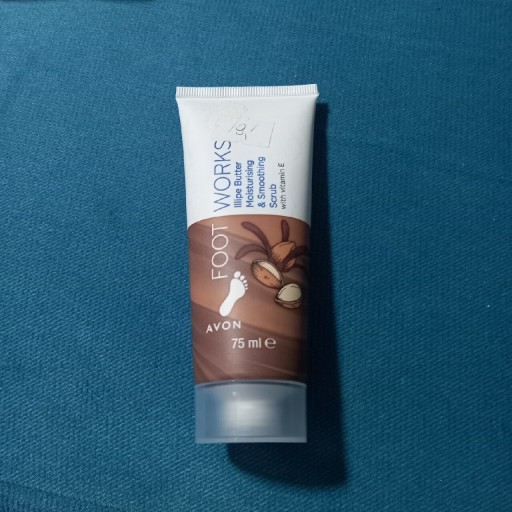 FOOT WORKS
Illipe Butter
Moisturising
& Smoothing
Scrub
with vitamin E
AVON
75 ml e